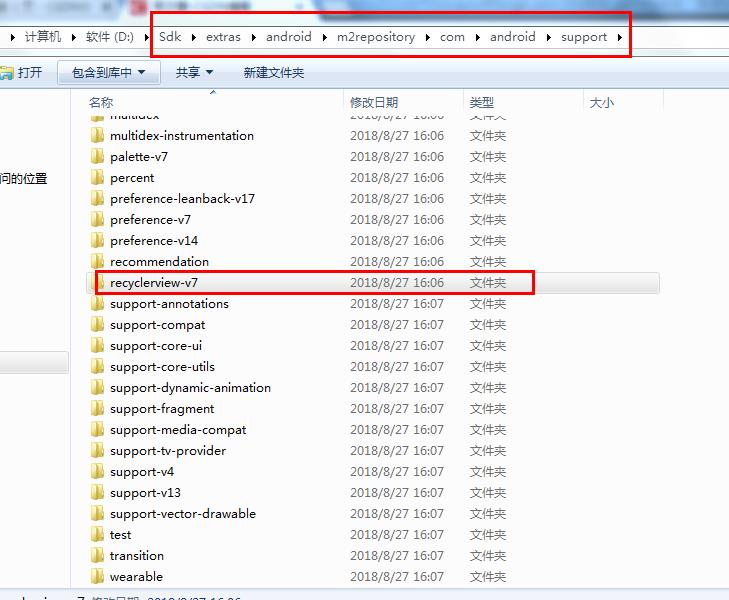 计算机 软件 (D:) Sdk extras android m2repository com android support
打开 包含到库中 共享 新建文件夹
名称 修改日期 类型 大小
multidex 2018/8/27 16:06 文件夹
multidex-instrumentation 2018/8/27 16:06 文件夹
palette-v7 2018/8/27 16:06 文件夹
percent 2018/8/27 16:06 文件夹
问的位置
preference-leanback-v17 2018/8/27 16:06 文件夹
preference-v7 2018/8/27 16:06 文件夹
preference-v14 2018/8/27 16:06 文件夹
recommendation 2018/8/27 16:06 文件夹
recyclerview-v7 2018/8/27 16:06 文件夹
support-annotations 2018/8/27 16:07 文件夹
support-compat 2018/8/27 16:07 文件夹
support-core-ui 2018/8/27 16:07 文件夹
support-core-utils 2018/8/27 16:07 文件夹
support-dynamic-animation 2018/8/27 16:07 文件夹
support-fragment 2018/8/27 16:07 文件夹
support-media-compat 2018/8/27 16:07 文件夹
support-tv-provider 2018/8/27 16:07 文件夹
support-v4 2018/8/27 16:07 文件夹
support-v13 2018/8/27 16:07 文件夹
support-vector-drawable 2018/8/27 16:07 文件夹
test 2018/8/27 16:07 文件夹
transition 2018/8/27 16:07 文件夹
wearable 2018/8/27 16:07 文件夹
修改日期 2018/8/27 16:06